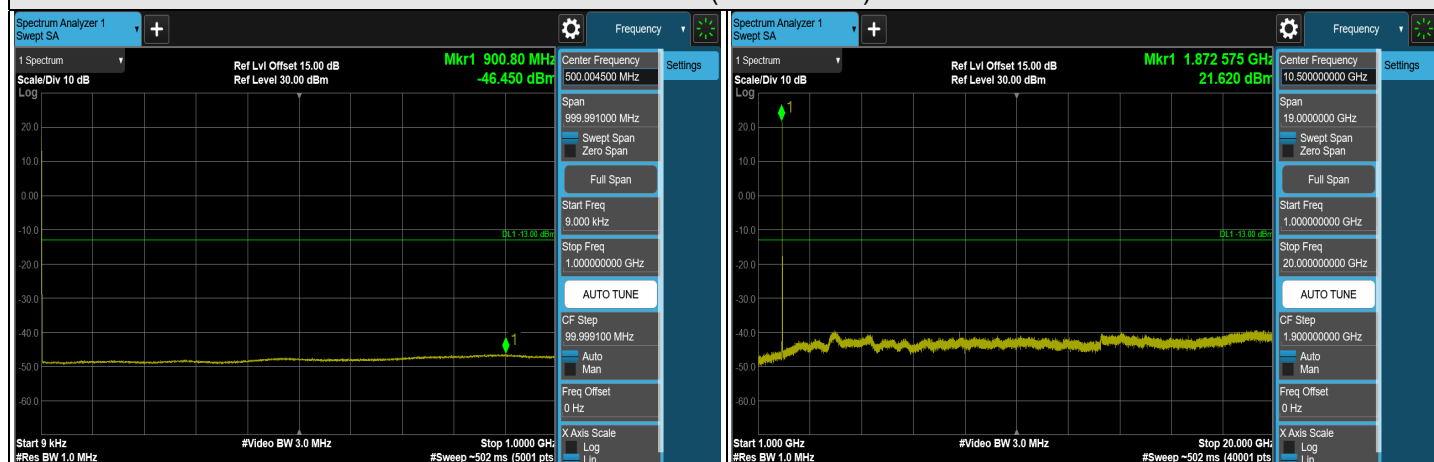 Spectrum Analyzer 1
Swept SA
+
Frequency
1 Spectrum
Scale/Div 10 dB
Log
Ref Lvl Offset 15.00 dB
Ref Level 30.00 dBm
Mkr1 900.80 MHz
-46.450 dBm
1
20.0
10.0
0.00
-10.0
-20.0
-30.0
-40.0
-50.0
-60.0
DL1 -13.00 dBm
Start 9 kHz
#Res BW 1.0 MHz
#Video BW 3.0 MHz
Stop 1.0000 GHz
#Sweep ~502 ms (5001 pts
Center Frequency
500.004500 MHz
Span
999.991000 MHz
Swept Span
Zero Span
Full Span
Start Freq
9.000 kHz
Stop Freq
1.000000000 GHz
AUTO TUNE
CF Step
99.999100 MHz
Auto
Man
Freq Offset
0 Hz
X Axis Scale
Log
Lin
Settings
Spectrum Analyzer 1
Swept SA
+
Frequency
1 Spectrum
Scale/Div 10 dB
Log
Ref Lvl Offset 15.00 dB
Ref Level 30.00 dBm
Mkr1 1.872 575 GHz
21.620 dBm
1
20.0
10.0
0.00
-10.0
-20.0
-30.0
-40.0
-50.0
-60.0
DL1 -13.00 dBm
Start 1.000 GHz
#Res BW 1.0 MHz
#Video BW 3.0 MHz
Stop 20.000 GHz
#Sweep ~502 ms (40001 pts
Center Frequency
10.500000000 GHz
Span
19.0000000 GHz
Swept Span
Zero Span
Full Span
Start Freq
1.000000000 GHz
Stop Freq
20.000000000 GHz
AUTO TUNE
CF Step
1.900000000 GHz
Auto
Man
Freq Offset
0 Hz
X Axis Scale
Log
Lin
Settings